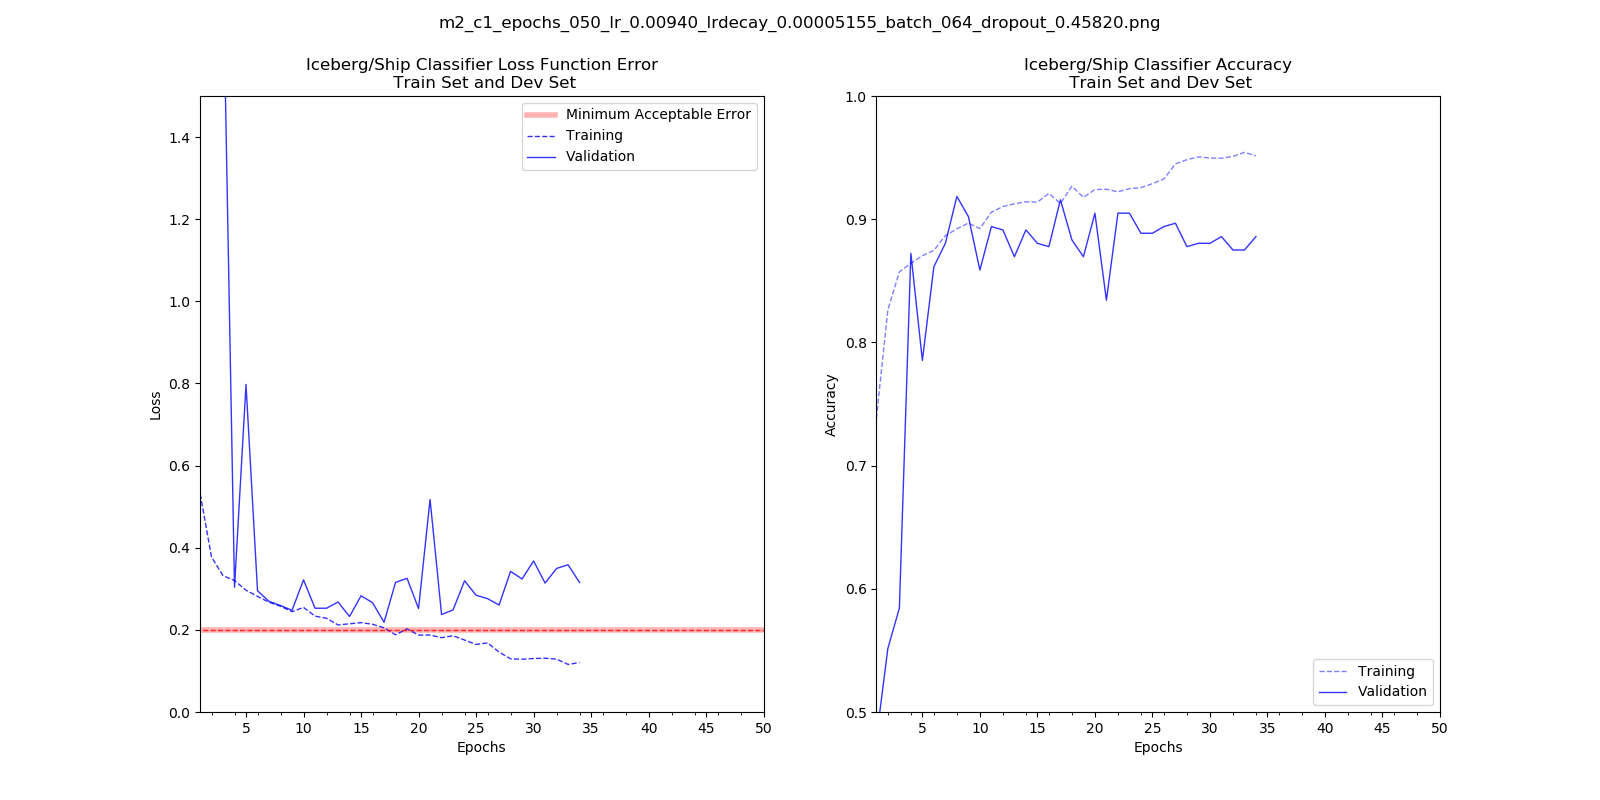 m2_c1_epochs_050_lr_0.00940_lrdecay_0.00005155_batch_064_dropout_0.45820.png
Iceberg/Ship Classifier Loss Function Error
Train Set and Dev Set
Minimum Acceptable Error
Training
Validation
1.4
1.2
1.0
0.8
0.6
0.4
0.2
0.0
Loss
5 10 15 20 25 30 35 40 45 50
Epochs
Iceberg/Ship Classifier Accuracy
Train Set and Dev Set
1.0
0.9
0.8
0.7
0.6
0.5
Accuracy
Training
Validation
5 10 15 20 25 30 35 40 45 50
Epochs